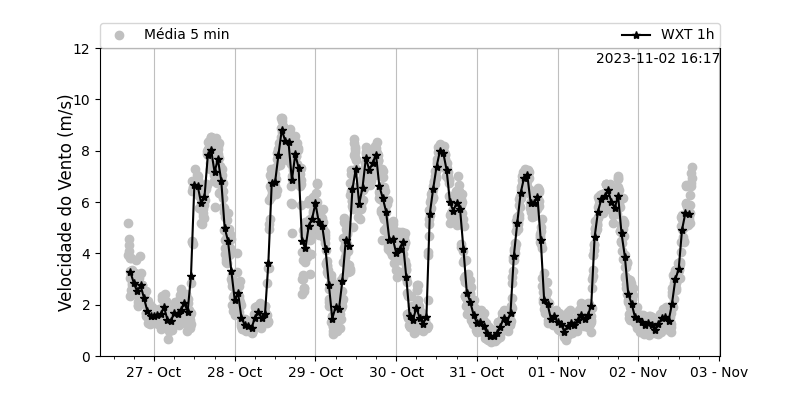 Média 5 min
WXT 1h
2023-11-02 16:17
Velocidade do Vento (m/s)
12
10
8
6
4
2
0
27 - Oct
28 - Oct
29 - Oct
30 - Oct
31 - Oct
01 - Nov
02 - Nov
03 - Nov